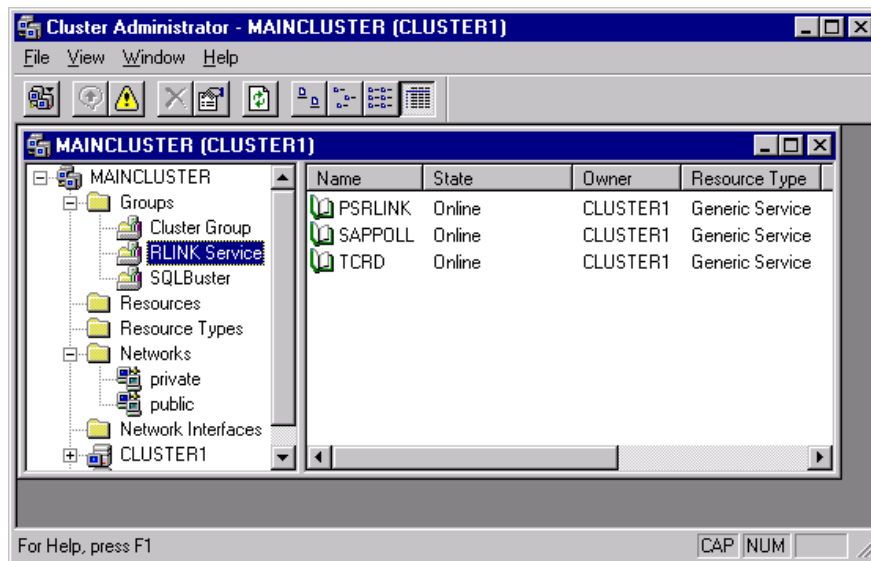 Cluster Administrator - MAINCLUSTER (CLUSTER1)
File View Window Help
MAINCLUSTER (CLUSTER1)
MAINCLUSTER
Groups
Cluster Group
RLINK Service
SQLBuster
Resources
Resource Types
Networks
private
public
Network Interfaces
CLUSTER1
Name State Owner Resource Type
PSRLINK Online CLUSTER1 Generic Service
SAPPOLL Online CLUSTER1 Generic Service
TCRD Online CLUSTER1 Generic Service
For Help, press F1 CAP NUM